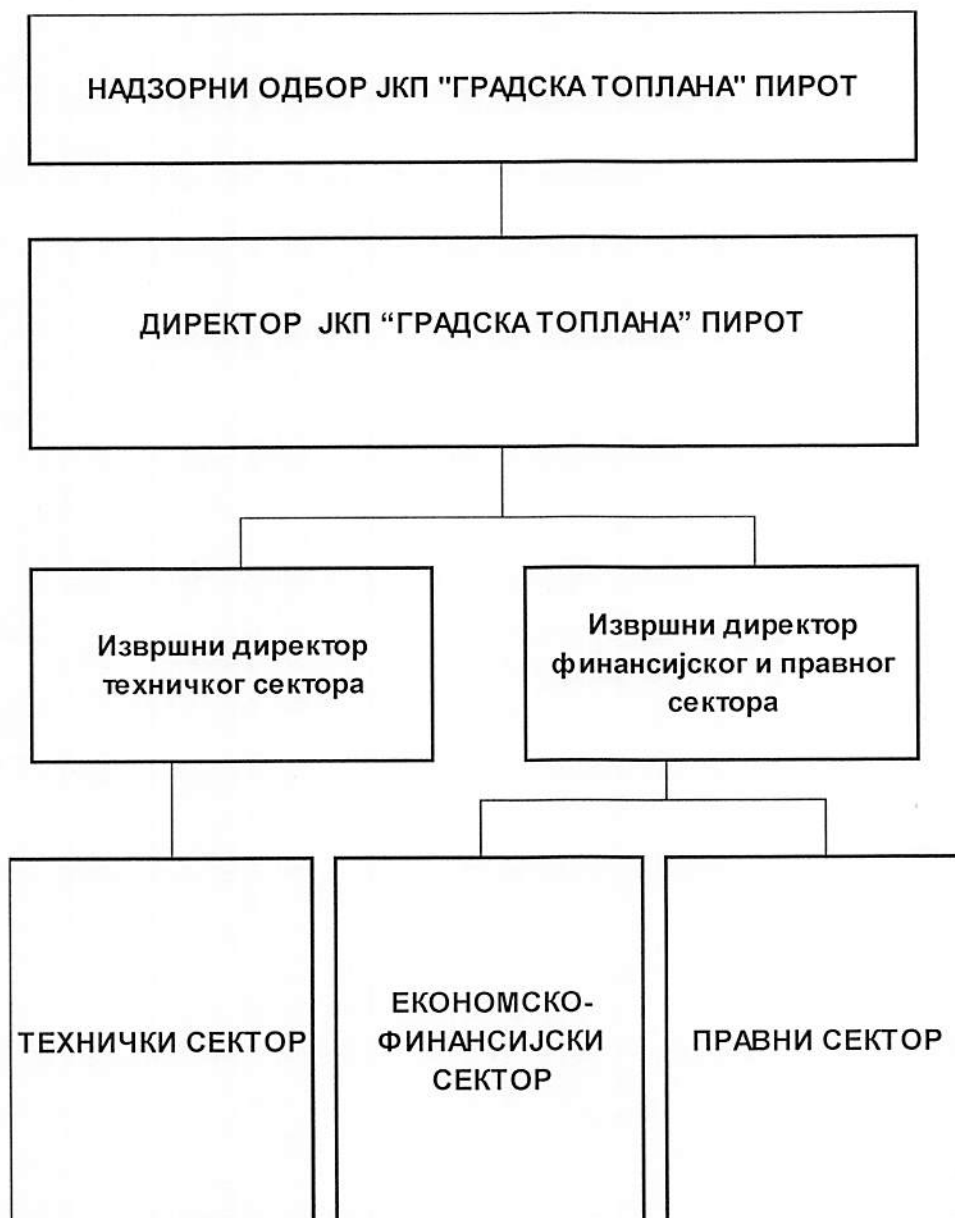 НАДЗОРНИ ОДБОР ЈКП "ГРАДСКА ТОПЛАНА" ПИРОТ
ДИРЕКТОР ЈКП “ГРАДСКА ТОПЛАНА” ПИРОТ
Извршни директор
техничког сектора
Извршни директор
финансијског и правног
сектора
ТЕХНИЧКИ СЕКТОР
ЕКОНОМСКО-
ФИНАНСИЈСКИ
СЕКТОР
ПРАВНИ СЕКТОР